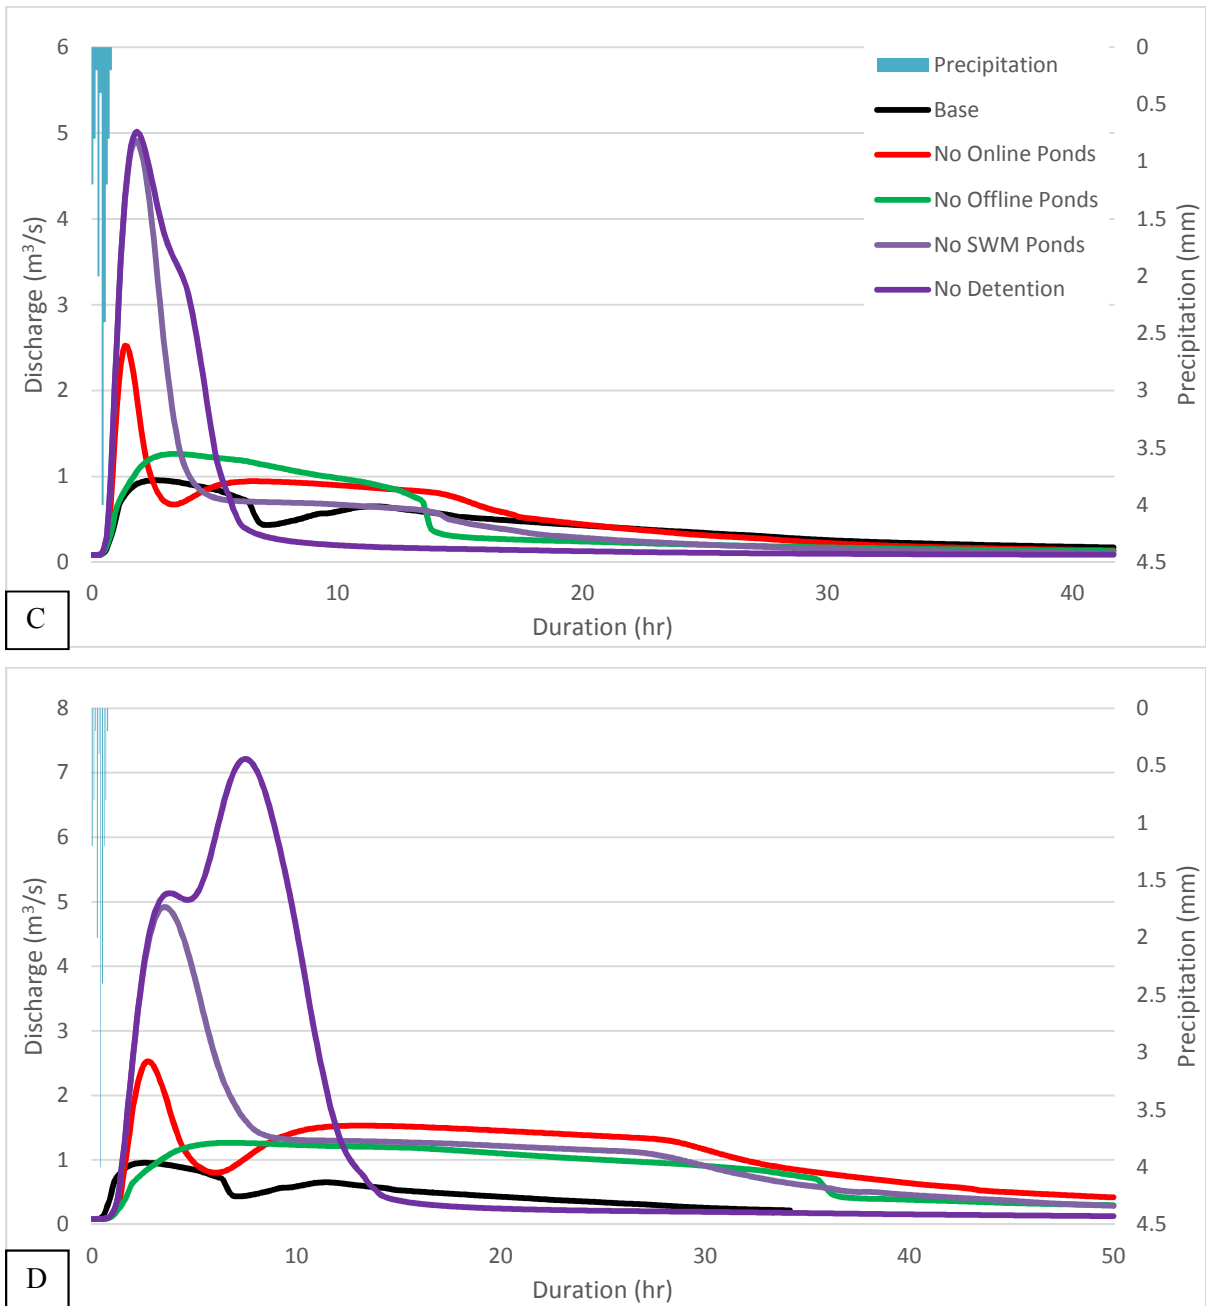 6
5
4
3
2
1
0
Discharge (m³/s)
0
0.5
1
1.5
2
2.5
3
3.5
4
4.5
Precipitation (mm)
Precipitation
Base
No Online Ponds
No Offline Ponds
No SWM Ponds
No Detention
0 10 20 30 40
Duration (hr)
C
8
7
6
5
4
3
2
1
0
Discharge (m³/s)
0
0.5
1
1.5
2
2.5
3
3.5
4
4.5
Precipitation (mm)
0 10 20 30 40 50
Duration (hr)
D